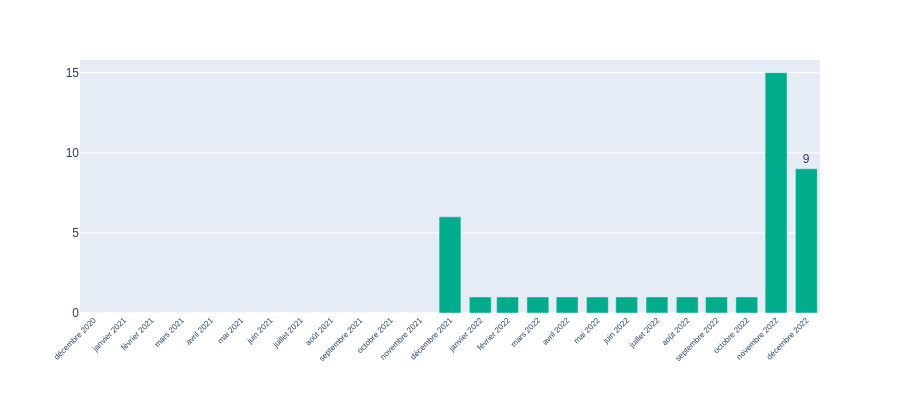 15
10
5
0
9
décembre 2020
janvier 2021
février 2021
mars 2021
avril 2021
mai 2021
juin 2021
juillet 2021
août 2021
septembre 2021
octobre 2021
novembre 2021
décembre 2021
janvier 2022
février 2022
mars 2022
avril 2022
mai 2022
juin 2022
juillet 2022
août 2022
septembre 2022
octobre 2022
novembre 2022
décembre 2022